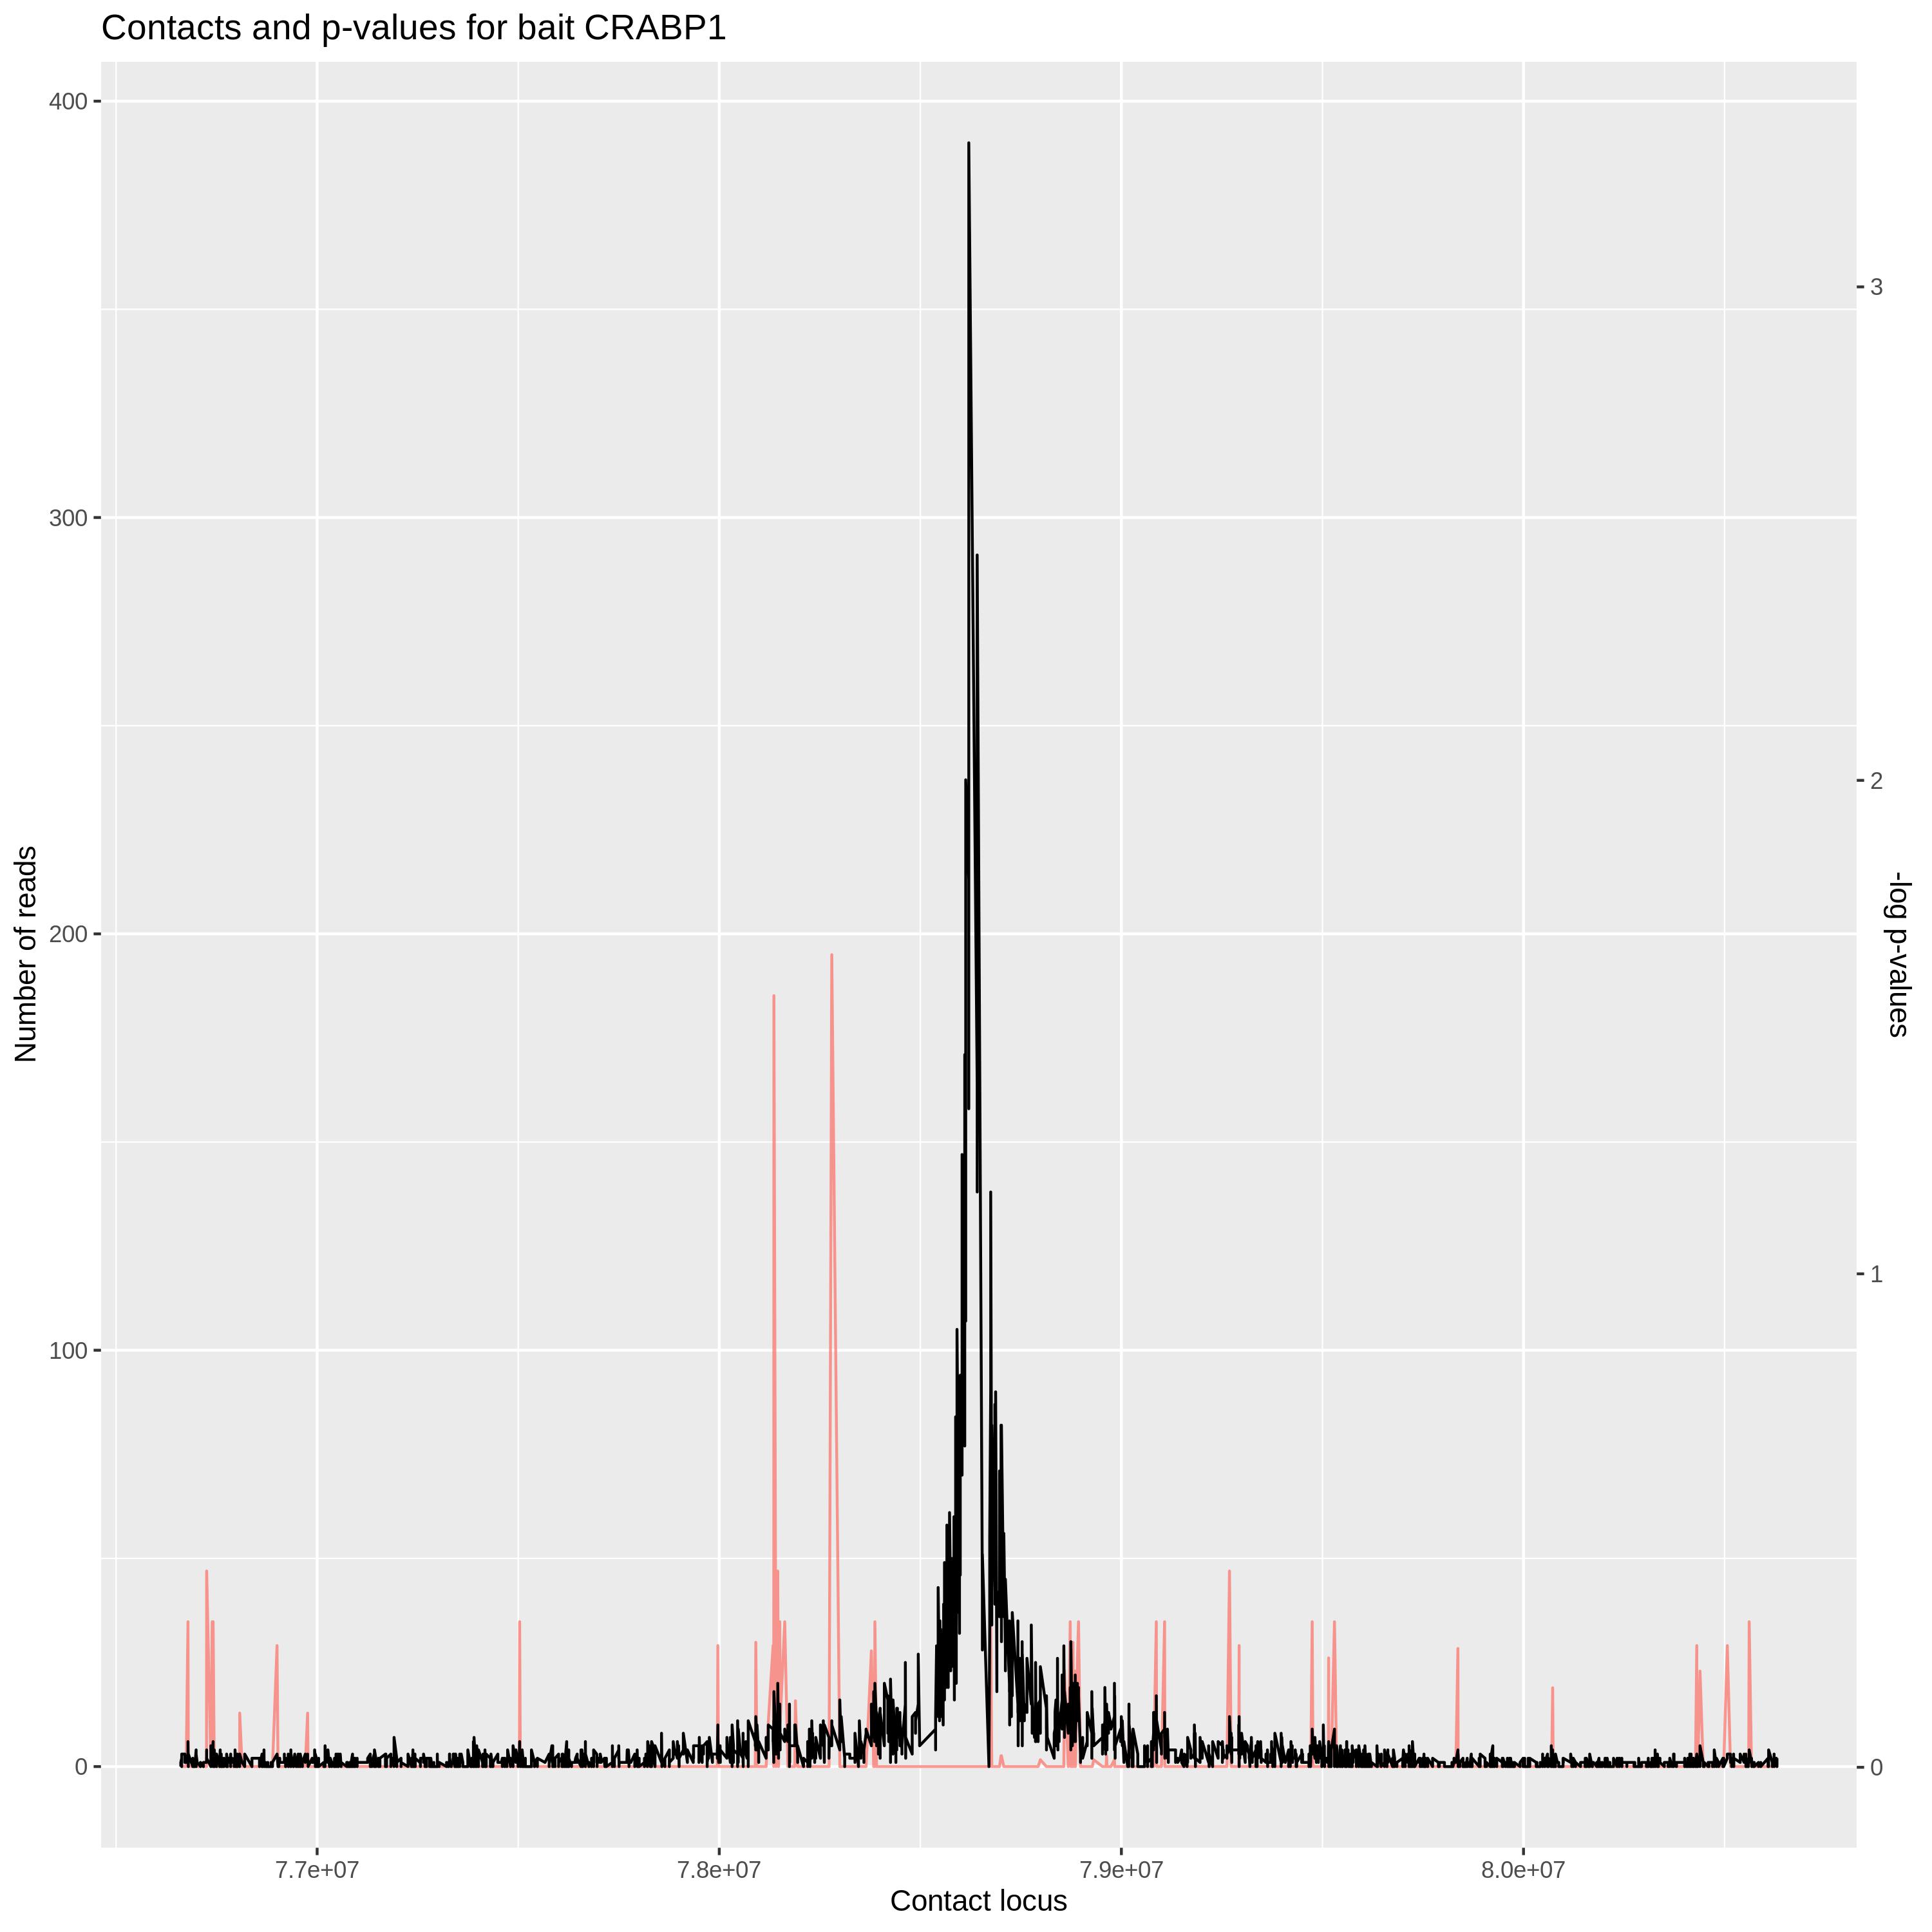 Contacts and p-values for bait CRABP1
400
300
200
100
0
Number of reads
3
2
1
0
-log p-values
7.7e+07 7.8e+07 7.9e+07 8.0e+07
Contact locus